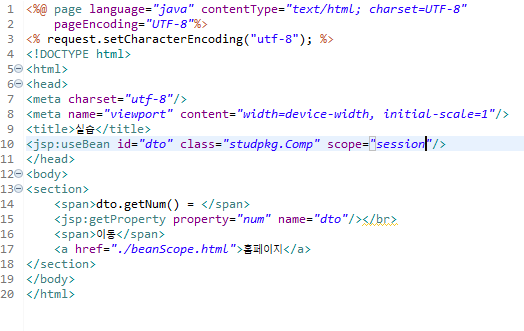 1 <%@ page language="java" contentType="text/html; charset=UTF-8"
2     pageEncoding="UTF-8"%>
3 <% request.setCharacterEncoding("utf-8"); %>
4 <!DOCTYPE html>
5 <html>
6 <head>
7 <meta charset="utf-8"/>
8 <meta name="viewport" content="width=device-width, initial-scale=1"/>
9 <title>실습</title>
10 <jsp:useBean id="dto" class="studpkg.Comp" scope="session"/>
11 </head>
12 <body>
13 <section>
14     <span>dto.getNum() = </span>
15     <jsp:getProperty property="num" name="dto"/></br>
16     <span>이동</span>
17     <a href="./beanScope.html">홈페이지</a>
18 </section>
19 </body>
20 </html>